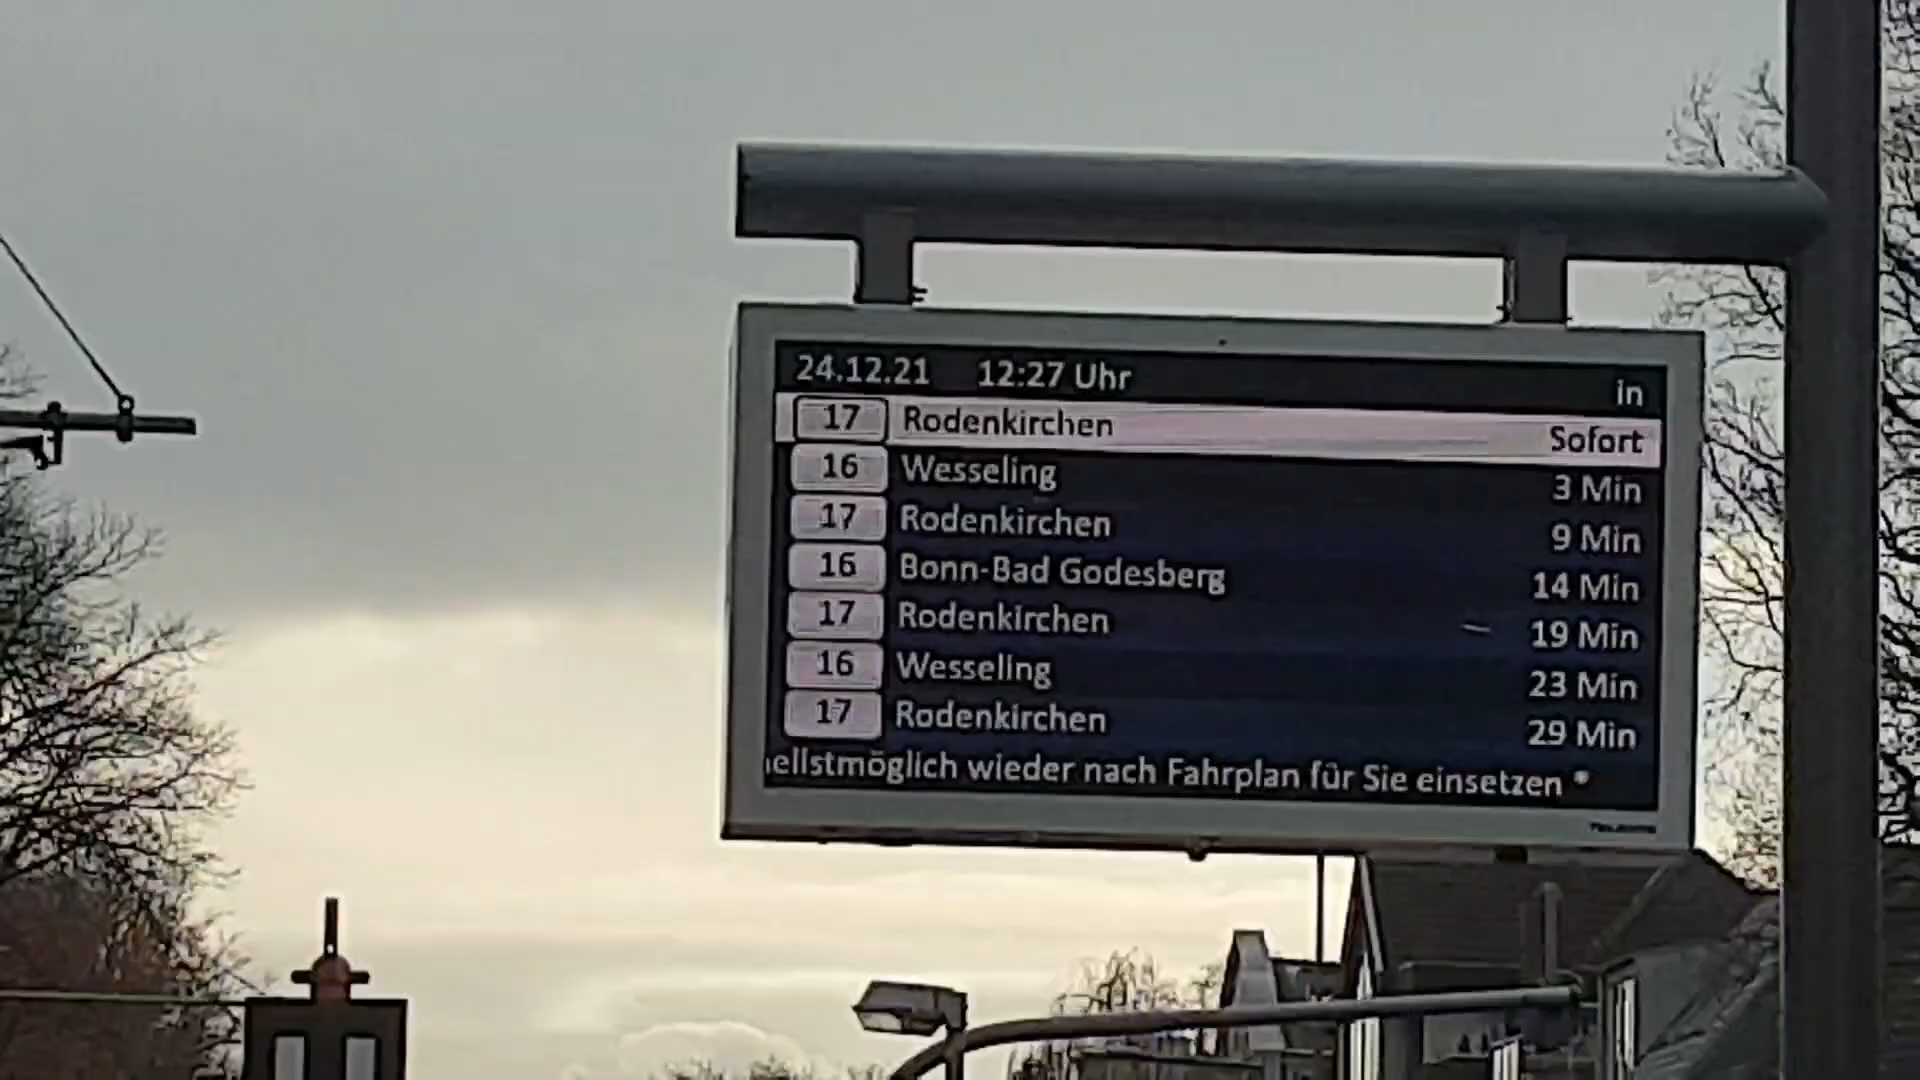 24.12.21 12:27 Uhr in
17 Rodenkirchen Sofort
16 Wesseling 3 Min
17 Rodenkirchen 9 Min
16 Bonn-Bad Godesberg 14 Min
17 Rodenkirchen 19 Min
16 Wesseling 23 Min
17 Rodenkirchen 29 Min
ellstmöglich wieder nach Fahrplan für Sie einsetzen *